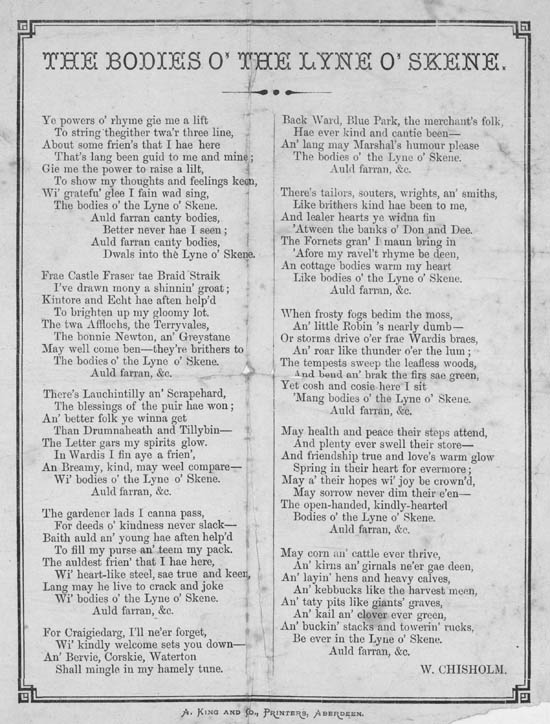 THE BODIES O' THE LYNE O' SKENE.
Ye powers o' rhyme gie me a lift
To string thegither twa'r three line,
About some frien's that I hae here
That's lang been guid to me and mine;
Gie me the power to raise a lilt,
To show my thoughts and feelings keen,
Wi' gratefu' glee I fain wad sing,
The bodies o' the Lyne o' Skene.
Auld farran canty bodies,
Better never hae I seen;
Auld farran canty bodies,
Dwals into the Lyne o' Skene.
Frae Castle Fraser tae Braid Straik
I've drawn mony a shinnin' groat;
Kintore and Echt hae aften help'd
To brighten up my gloomy lot.
The twa Afflochs, the Terryvales,
The bonnie Newton, an' Greystane
May well come ben—they're brithers to
The bodies o' the Lyne o' Skene.
Auld farran, &c.
There's Lauchintilly an' Scrapehard,
The blessings of the puir hae won;
An' better folk ye winna get
Than Drumnaheath and Tillybin—
The Letter gars my spirits glow.
In Wardis I fin aye a frien',
An Breamy, kind, may weel compare—
Wi' bodies o' the Lyne o' Skene.
Auld farran, &c.
The gardener lads I canna pass,
For deeds o' kindness never slack—
Baith auld an' young hae aften help'd
To fill my purse an' teem my pack.
The auldest frien' that I hae here,
Wi' heart-like steel, sae true and keen,
Lang may he live to crack and joke
Wi' bodies o' the Lyne o' Skene.
Auld farran, &c.
For Craigiedarg, I'll ne'er forget,
Wi' kindly welcome sets you down—
An' Bervie, Corskie, Waterton
Shall mingle in my hamely tune.
Back Ward, Blue Park, the merchant's folk,
Hae ever kind and cantie been—
An' lang may Marshal's humour please
The bodies o' the Lyne o' Skene.
Auld farran, &c.
There's tailors, souters, wrights, an' smiths,
Like brithers kind hae been to me,
And lealer hearts ye widna fin
'Atween the banks o' Don and Dee.
The Fornets gran' I maun bring in
'Afore my ravel't rhyme be deen,
An cottage bodies warm my heart
Like bodies o' the Lyne o' Skene.
Auld farran, &c.
When frosty fogs bedim the moss,
An' little Robin 's nearly dumb—
Or storms drive o'er frae Wardis braes,
An' roar like thunder o'er the lum;
The tempests sweep the leafless woods,
And bend an' brak the firs sae green,
Yet cosh and cosie here I sit
'Mang bodies o' the Lyne o' Skene.
Auld farran, &c.
May health and peace their steps attend,
And plenty ever swell their store—
And friendship true and love's warm glow
Spring in their heart for evermore;
May a' their hopes wi' joy be crown'd,
May sorrow never dim their e'en—
The open-handed, kindly-hearted
Bodies o' the Lyne o' Skene.
Auld farran, &c.
May corn an' cattle ever thrive,
An' kirns an' girnals ne'er gae deen,
An' layin' hens and heavy calves,
An' kebbucks like the harvest meen,
An' taty pits like giants' graves,
An' kail an' clover ever green,
An' buckin' stacks and towerin' rucks,
Be ever in the Lyne o' Skene.
Auld farran, &c.
W. CHISHOLM.
A. KING AND CO., PRINTERS, ABERDEEN.